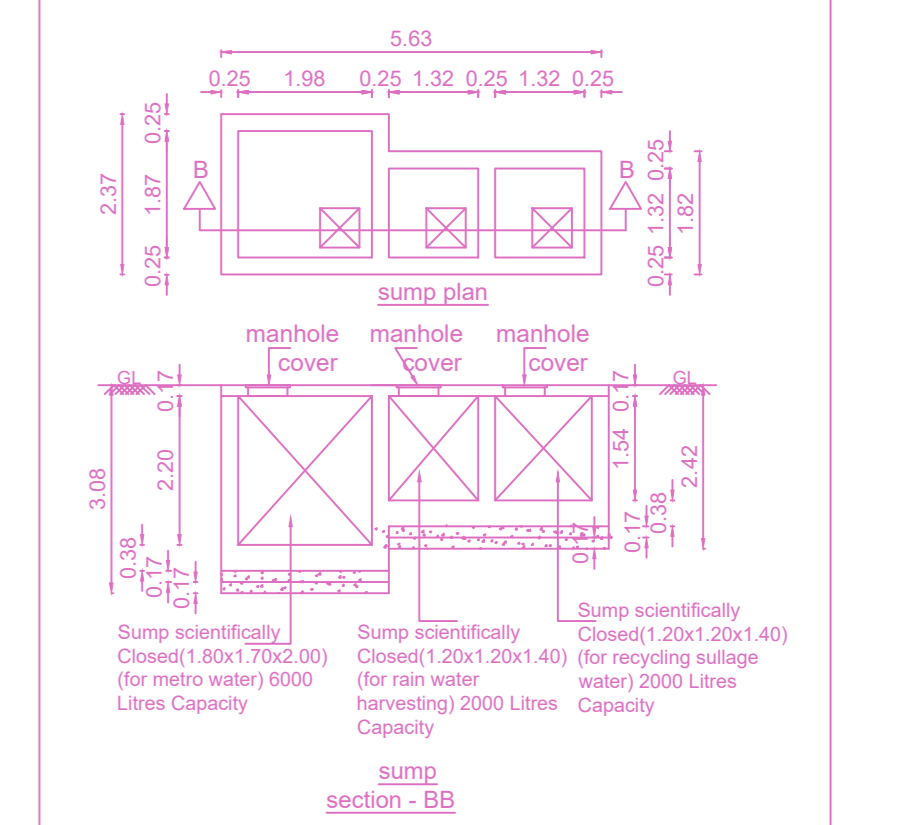 5.63
0.25 1.98 0.25 1.32 0.25 1.32 0.25
0.25
1.87
0.25
2.37
B
B
0.25
1.32
0.25
1.82
sump plan
manhole
cover
manhole
cover
manhole
cover
GL
0.17
0.17
GL
3.08
2.20
0.38
0.17
0.17
1.54
2.42
0.38
0.17
0.17
Sump scientifically
Closed(1.80x1.70x2.00)
(for metro water) 6000
Litres Capacity
Sump scientifically
Closed(1.20x1.20x1.40)
(for rain water
harvesting) 2000 Litres
Capacity
Sump scientifically
Closed(1.20x1.20x1.40)
(for recycling sullage
water) 2000 Litres
Capacity
sump
section - BB